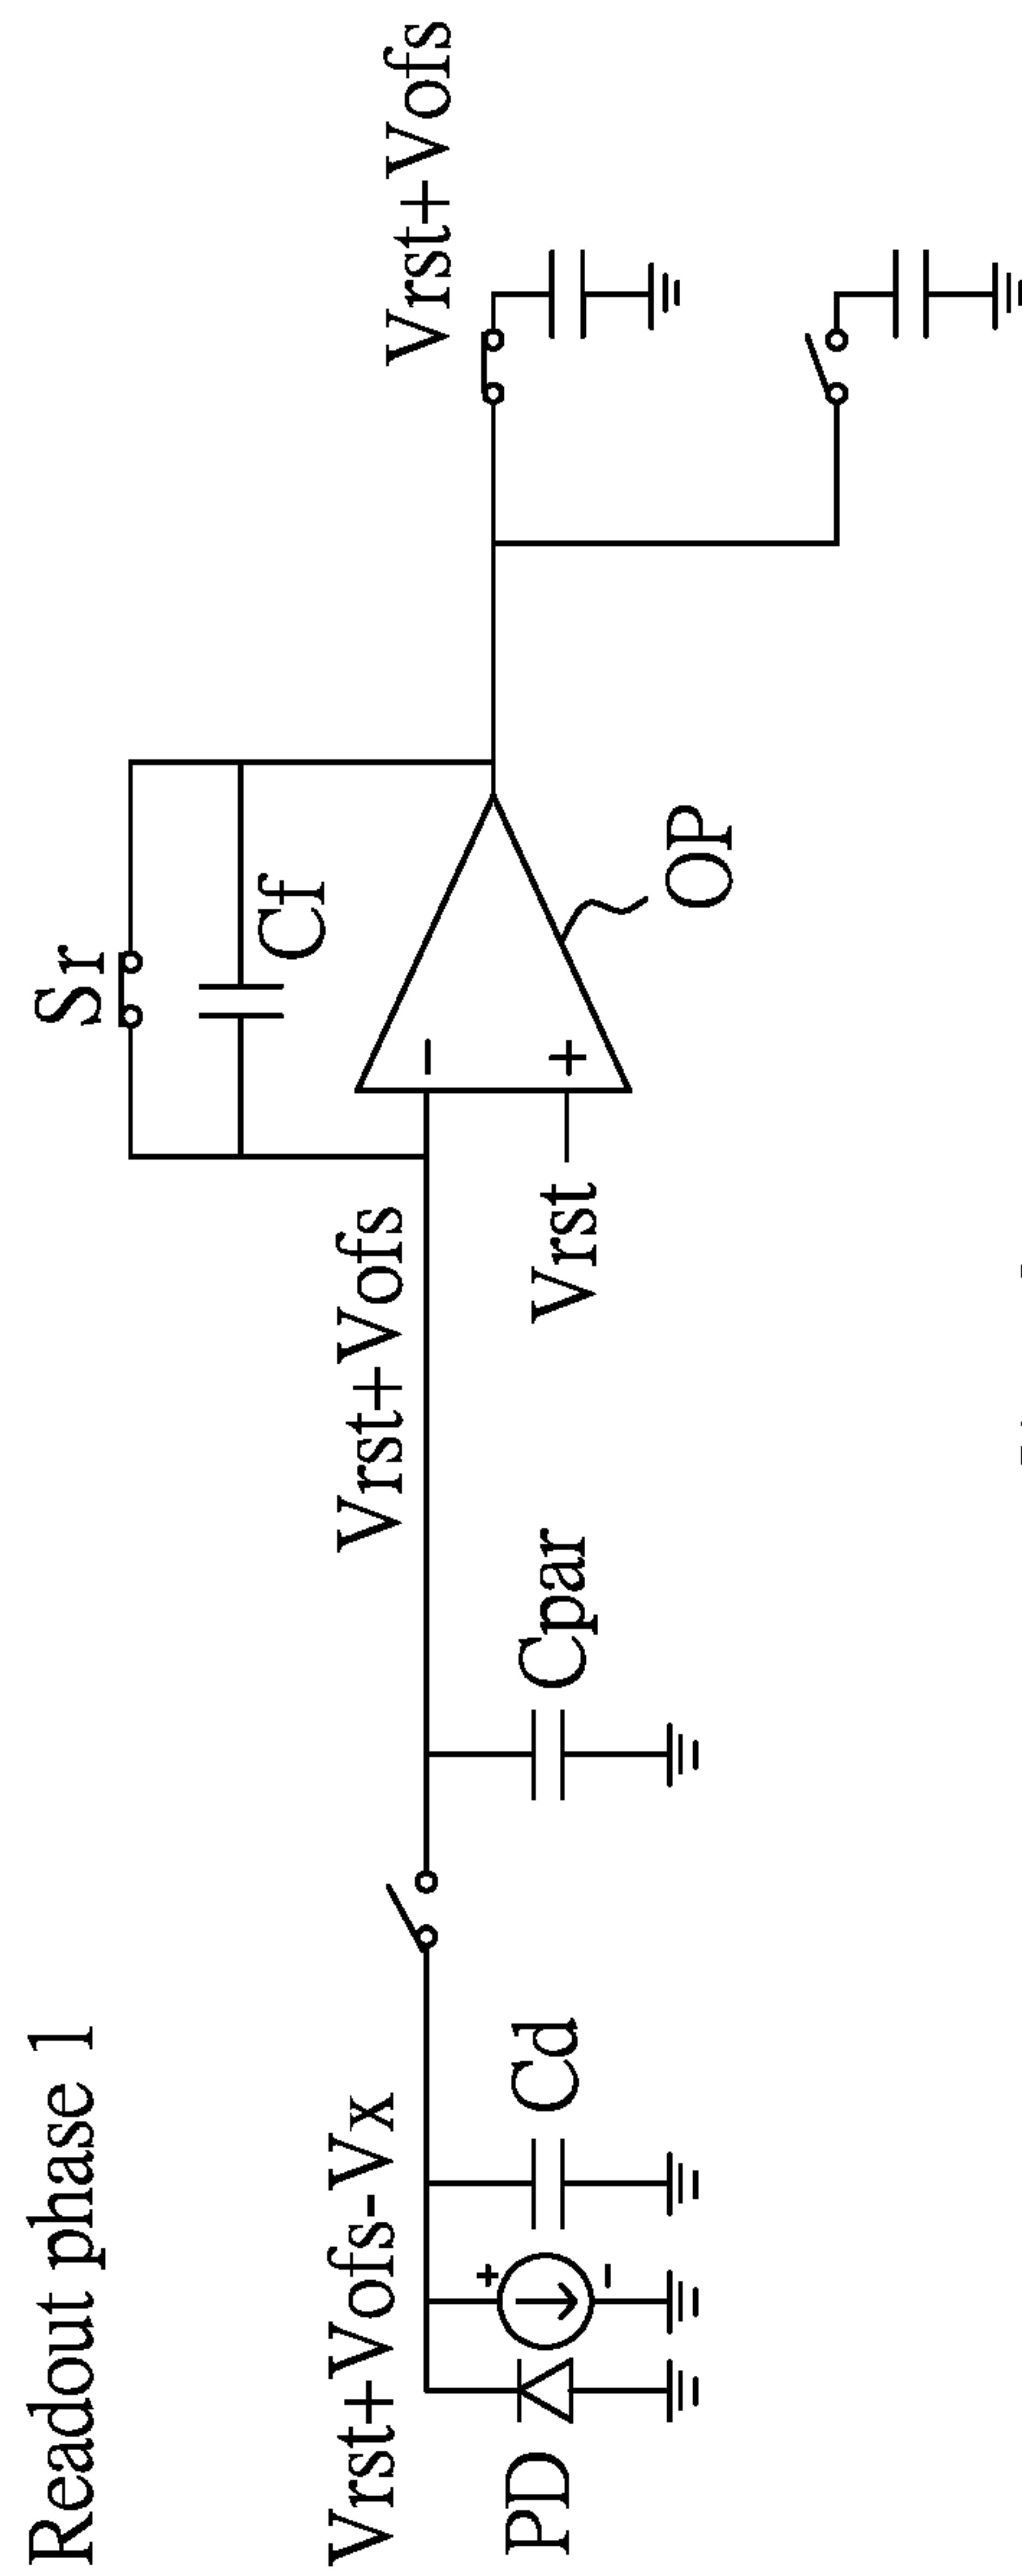 Readout phase 1
Sr
Cf
Vrst+Vofs
Vrst+Vofs
Vrst+Vofs-Vx
-
+
Vrst
OP
Cpar
Cd
+
-
PD